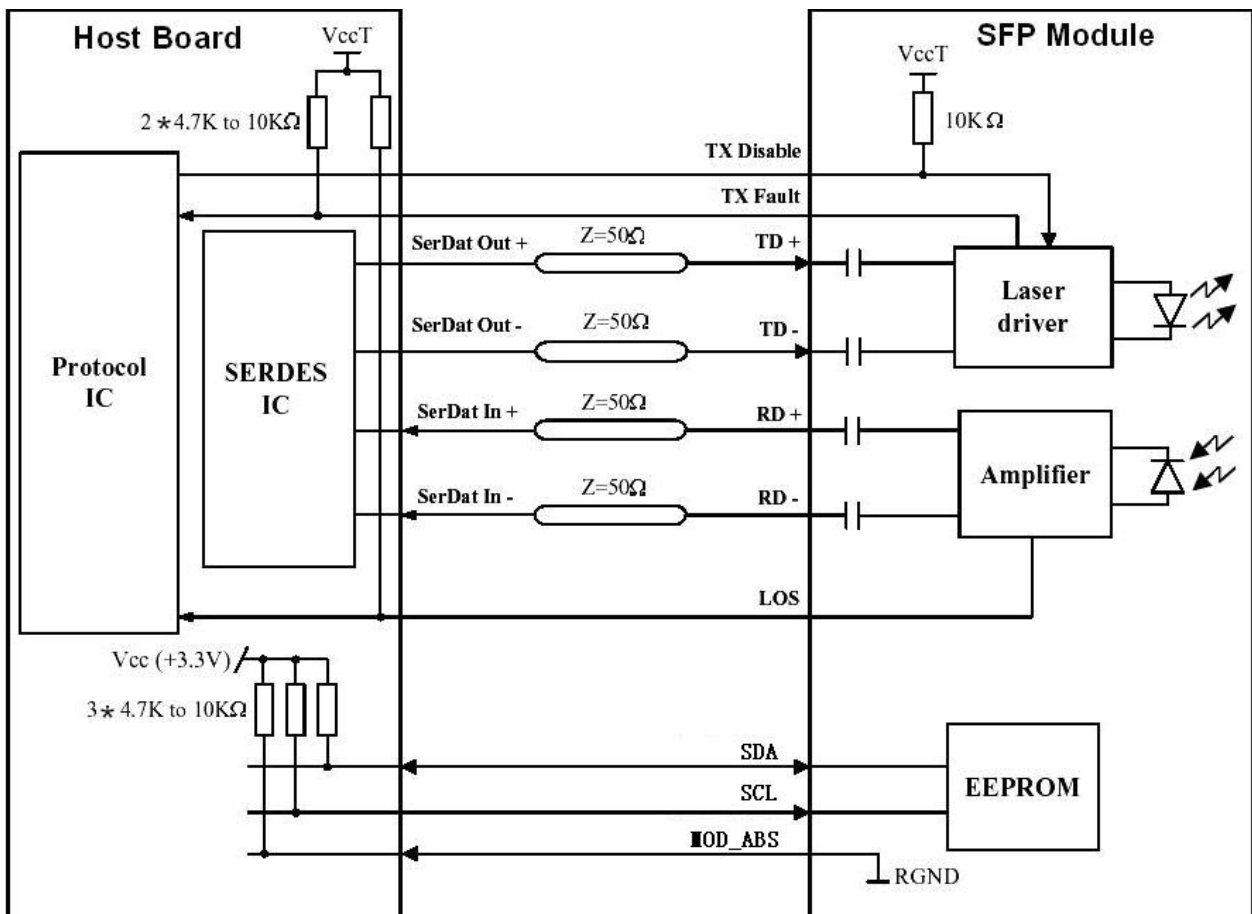 Host Board
SFP Module
VccT
VccT
2*4.7K to 10KΩ
10KΩ
TX Disable
TX Fault
SerDat Out +
Z=50Ω
TD +
Laser
driver
SerDat Out -
Z=50Ω
TD -
Protocol
IC
SERDES
IC
SerDat In +
Z=50Ω
RD +
Amplifier
SerDat In -
Z=50Ω
RD -
LOS
Vcc (+3.3V)
3*4.7K to 10KΩ
SDA
EEPROM
SCL
MOD_ABS
RGND